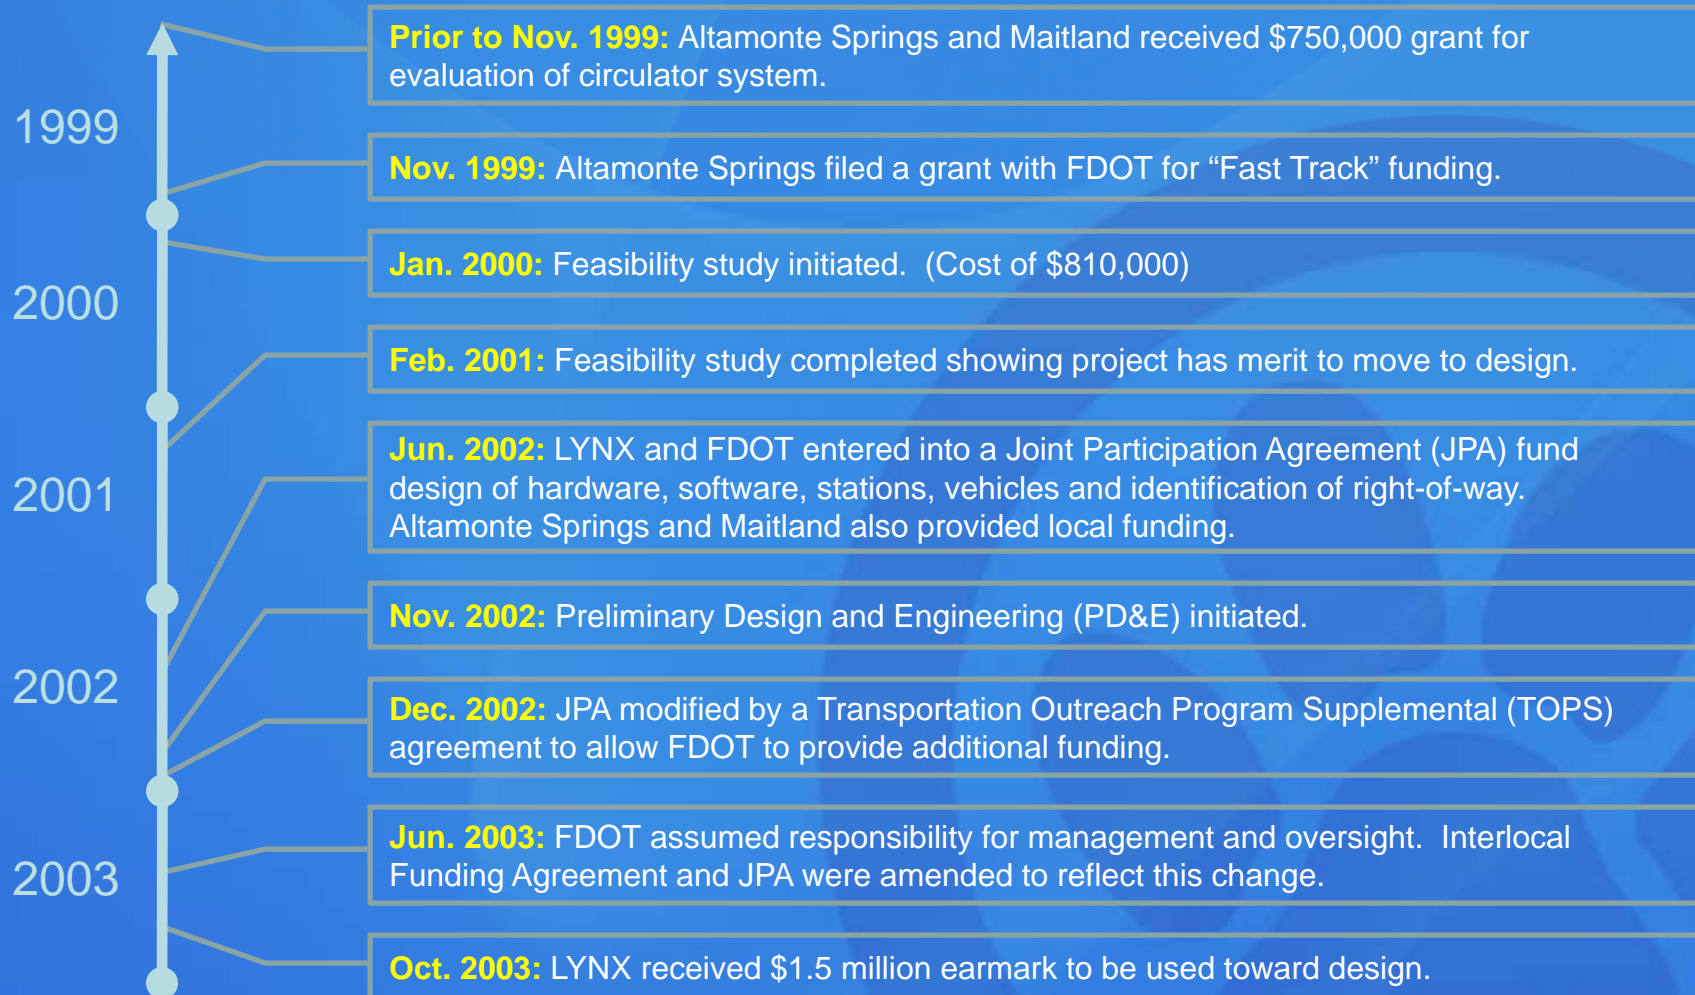 Prior to Nov. 1999: Altamonte Springs and Maitland received $750,000 grant for
evaluation of circulator system.
1999
Nov. 1999: Altamonte Springs filed a grant with FDOT for “Fast Track” funding.
Jan. 2000: Feasibility study initiated.  (Cost of $810,000)
2000
Feb. 2001: Feasibility study completed showing project has merit to move to design.
Jun. 2002: LYNX and FDOT entered into a Joint Participation Agreement (JPA) fund
design of hardware, software, stations, vehicles and identification of right-of-way.
Altamonte Springs and Maitland also provided local funding.
2001
Nov. 2002: Preliminary Design and Engineering (PD&E) initiated.
2002
Dec. 2002: JPA modified by a Transportation Outreach Program Supplemental (TOPS)
agreement to allow FDOT to provide additional funding.
Jun. 2003: FDOT assumed responsibility for management and oversight.  Interlocal
Funding Agreement and JPA were amended to reflect this change.
2003
Oct. 2003: LYNX received $1.5 million earmark to be used toward design.